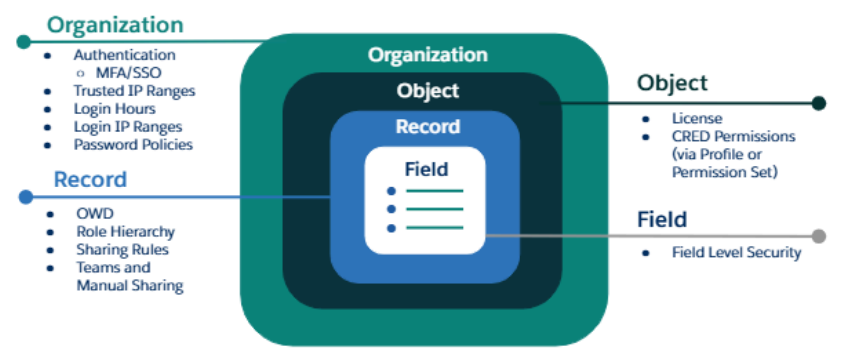 Organization
• Authentication
○ MFA/SSO
• Trusted IP Ranges
• Login Hours
• Login IP Ranges
• Password Policies
Record
• OWD
• Role Hierarchy
• Sharing Rules
• Teams and
Manual Sharing
Organization
Object
Record
Field
Object
• License
• CRED Permissions
(via Profile or
Permission Set)
Field
• Field Level Security